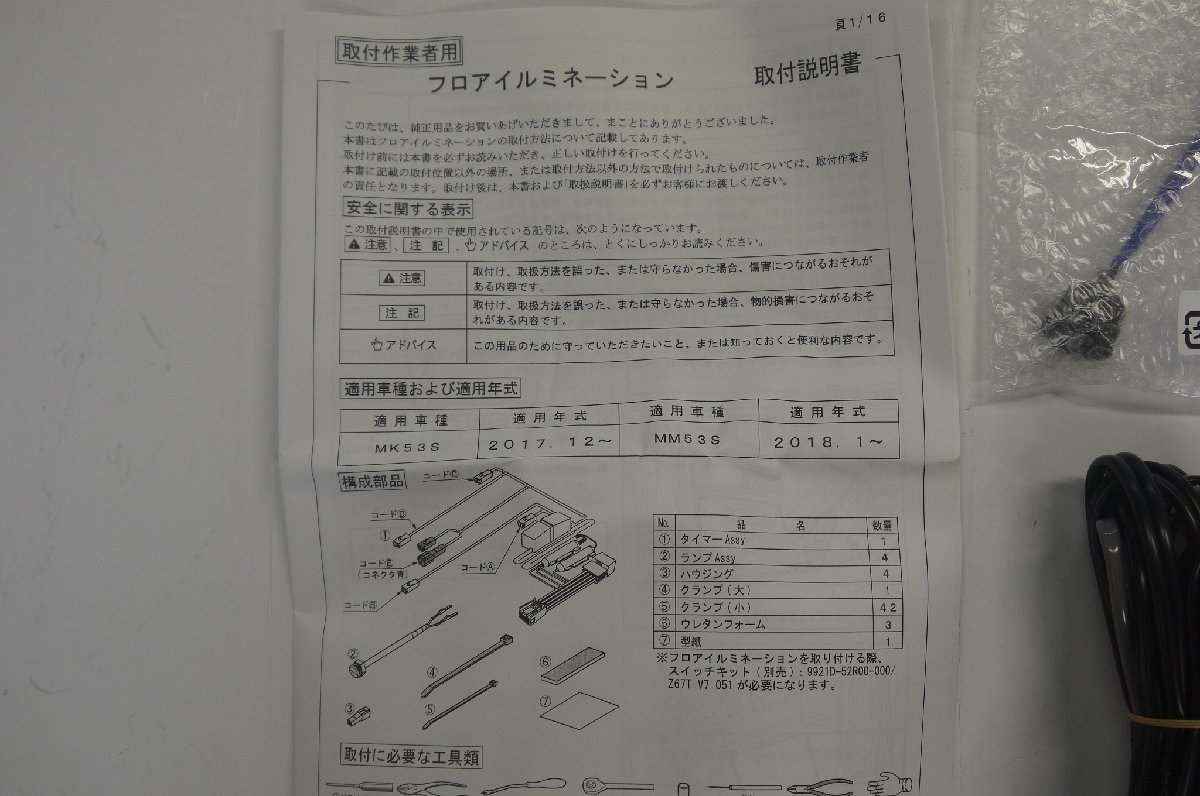 頁1/16
取付作業者用
フロアイルミネーション 取付説明書
このたびは、純正用品をお買いあげいただきまして、まことにありがとうございました。
本書はフロアイルミネーションの取付方法について記載してあります。
取付け前には本書を必ずお読みいただき、正しい取付けを行ってください。
本書に記載の取付位置以外の場所、または取付方法以外の方法で取付けられたものについては、取付作業者
の責任となります。取付け後は、本書および「取扱説明書」を必ずお客様にお渡しください。
安全に関する表示
この取付説明書の中で使用されている記号は、次のようになっています。
注意、注 記、アドバイス のところは、とくにしっかりお読みください。
注意 取付け、取扱方法を誤った、または守らなかった場合、傷害につながるおそれが
ある内容です。
注 記 取付け、取扱方法を誤った、または守らなかった場合、物的損害につながるおそ
れがある内容です。
アドバイス この用品のために守っていただきたいこと、または知っておくと便利な内容です。
適用車種および適用年式
適用車種 適用年式 適用車種 適用年式
MK53S 2017. 12～ MM53S 2018. 1～
構成部品
コードⒸ
コードⒹ
①
コードⒺ
(コネクタ青)
コードⒶ
コードⒷ
②
③
④
⑤
⑥
⑦
No. 品 名 数量
① タイマーAssy 1
② ランプAssy 4
③ ハウジング 4
④ クランプ(大) 1
⑤ クランプ(小) 42
⑥ ウレタンフォーム 3
⑦ 型紙 1
※フロアイルミネーションを取り付ける際、
スイッチキット(別売):9921D-52R00-000/
Z67T V7 051が必要になります。
取付に必要な工具類